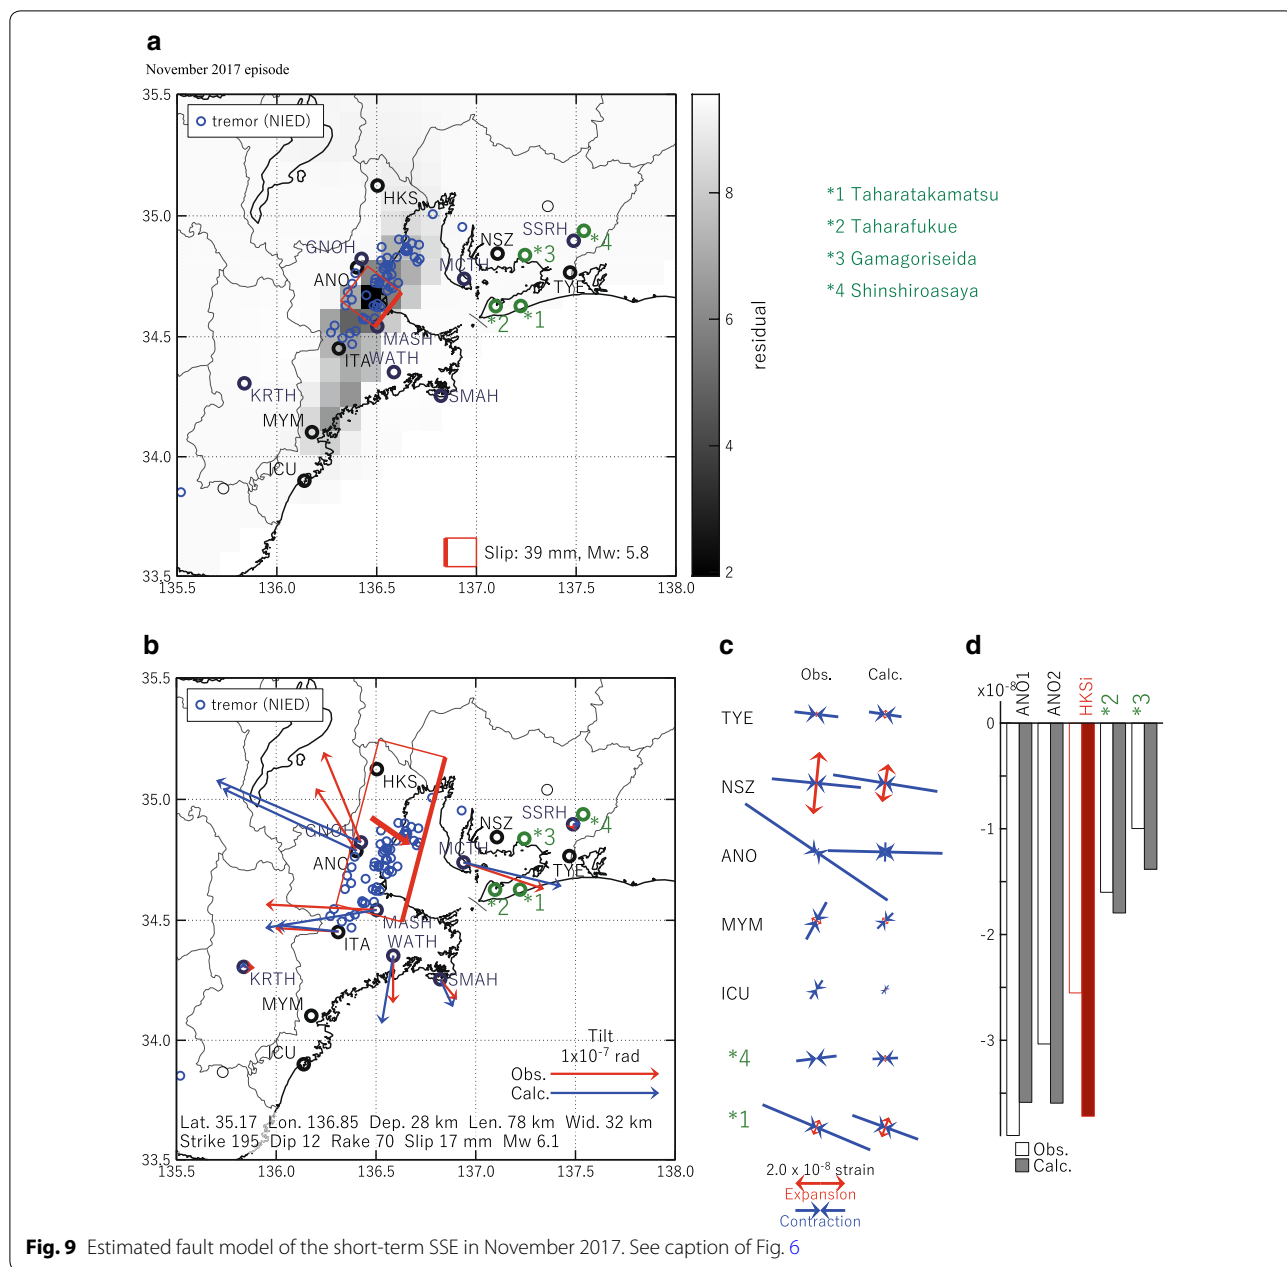 a
November 2017 episode
35.5
35.0
34.5
34.0
33.5
135.5 136.0 136.5 137.0 137.5 138.0
tremor (NIED)
HKS
GNOH
ANO
NSZ
SSRH
*4
*3
MCTH
TYE
*2
*1
MASH
ITA
WATH
KRTH
SMAH
MYM
ICU
Slip: 39 mm, Mw: 5.8
8
6
4
2
residual
*1 Taharatakamatsu
*2 Taharafukue
*3 Gamagoriseida
*4 Shinshiroasaya
b
35.5
35.0
34.5
34.0
33.5
135.5 136.0 136.5 137.0 137.5 138.0
tremor (NIED)
HKS
GNOH
ANO
NSZ
SSRH
*4
*3
MCTH
TYE
*2
*1
MASH
ITA
WATH
KRTH
SMAH
MYM
ICU
Tilt
1x10-7 rad
Obs.
Calc.
Lat. 35.17 Lon. 136.85 Dep. 28 km Len. 78 km Wid. 32 km
Strike 195 Dip 12 Rake 70 Slip 17 mm Mw 6.1
c
Obs. Calc.
TYE
NSZ
ANO
MYM
ICU
*4
*1
2.0 x 10-8 strain
Expansion
Contraction
d
x10-8
ANO1
ANO2
HKSi
*2
*3
0
-1
-2
-3
Obs.
Calc.
Fig. 9 Estimated fault model of the short-term SSE in November 2017. See caption of Fig. 6